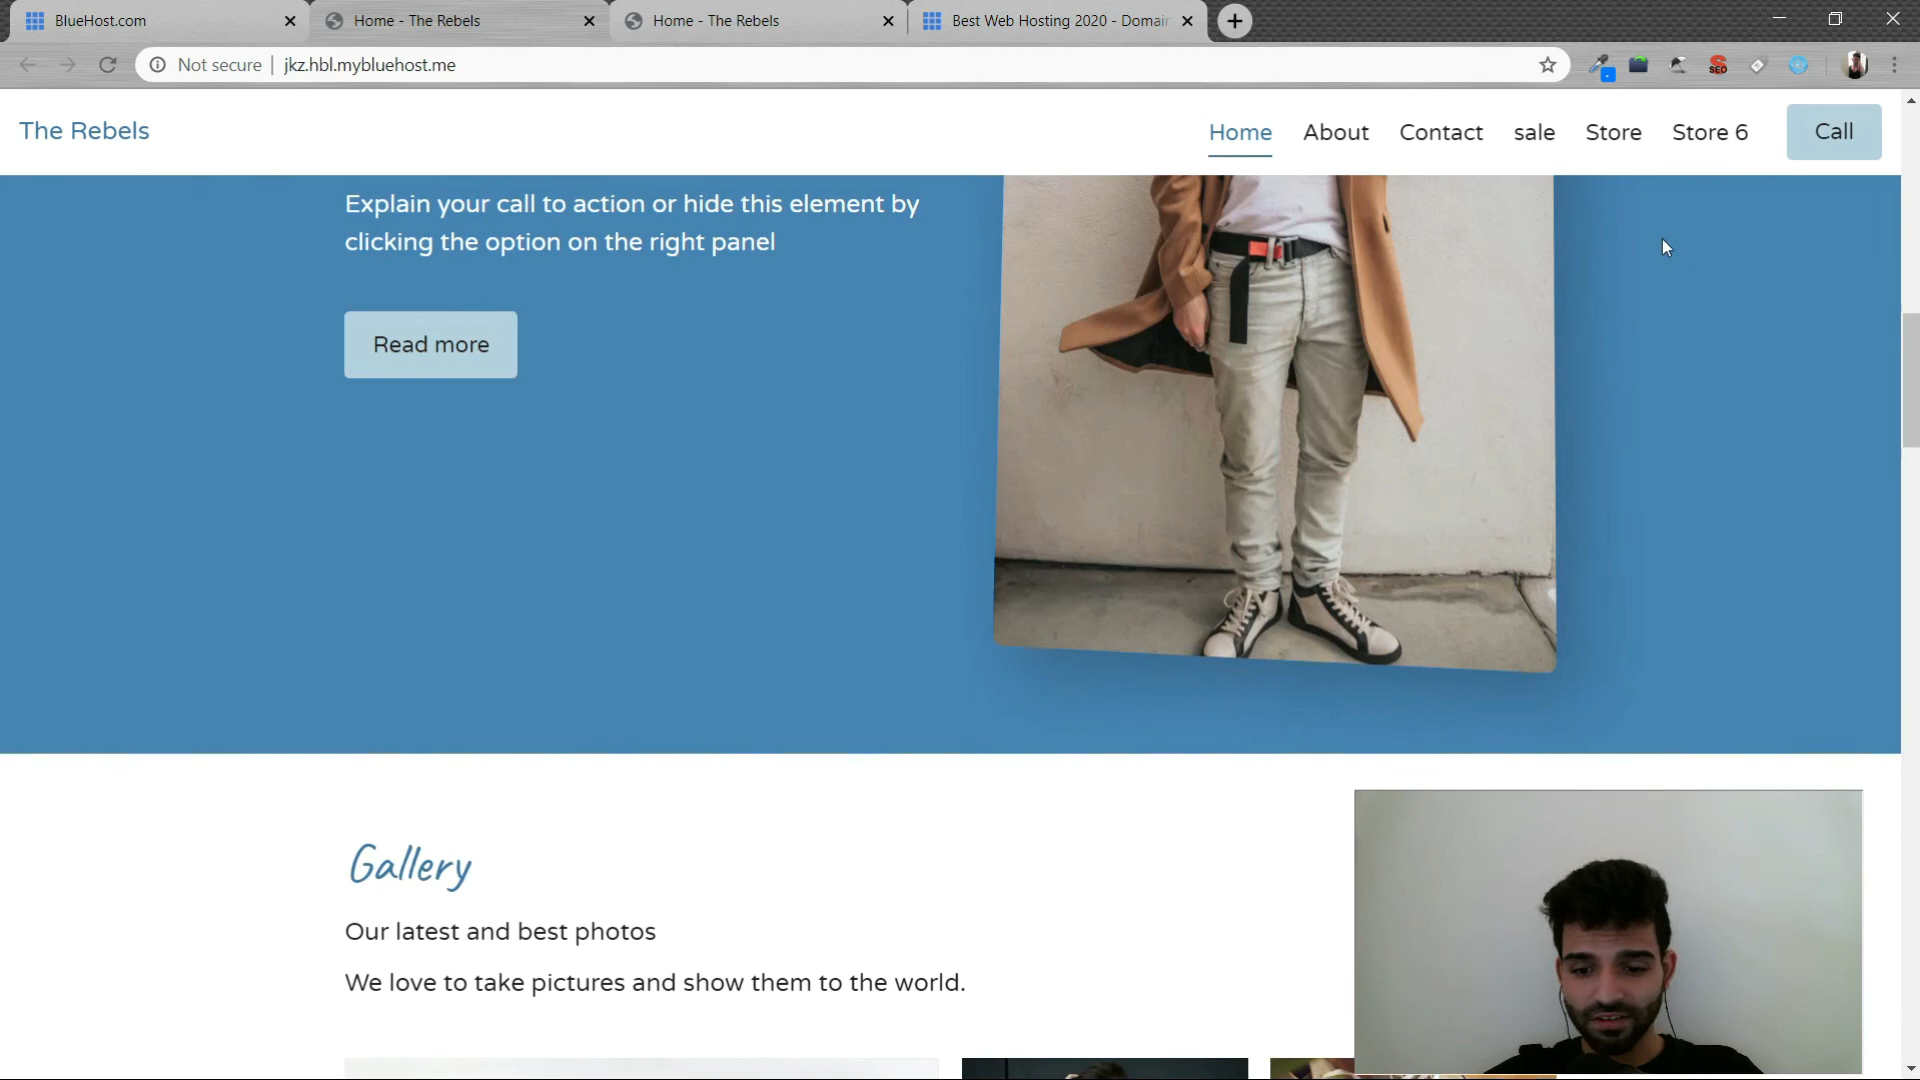 BlueHost.com
Home - The Rebels
Home - The Rebels
Best Web Hosting 2020 - Domai
Not secure
jkz.hbl.mybluehost.me
SEO
The Rebels
Home
About
Contact
sale
Store
Store 6
Call
Explain your call to action or hide this element by
clicking the option on the right panel
Read more
Gallery
Our latest and best photos
We love to take pictures and show them to the world.